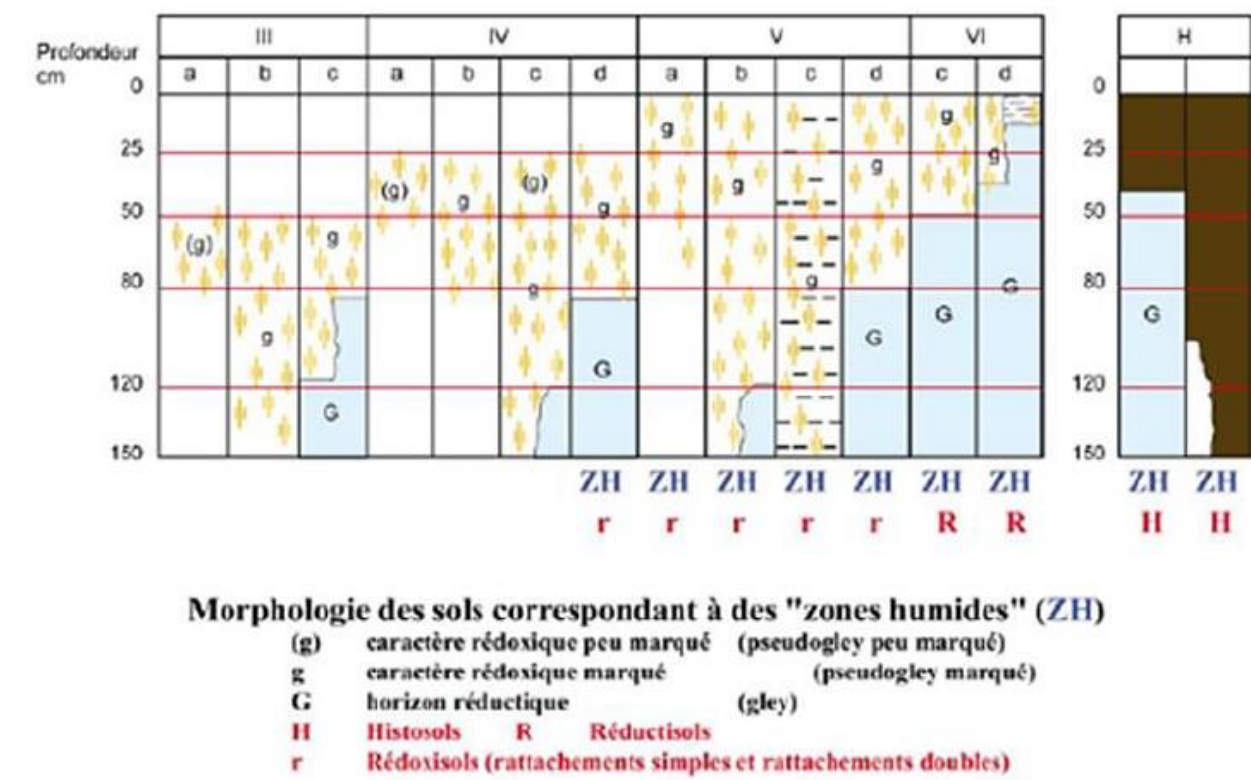 III IV V VI H
Profondeur
cm
a b c a b c d a b c d c d
0 0
g g g
25 25
(g) g (g) g g g
50 50
(g) g g
80 g g G 80
g G G G G
120 G 120
G
150 150
ZH ZH ZH ZH ZH ZH ZH ZH ZH
r r r r r R R H H
Morphologie des sols correspondant à des "zones humides" (ZH)
(g) caractère rédoxique peu marqué (pseudogley peu marqué)
g caractère rédoxique marqué (pseudogley marqué)
G horizon réductique (gley)
H Histosols R Réductisols
r Rédoxisols (rattachements simples et rattachements doubles)